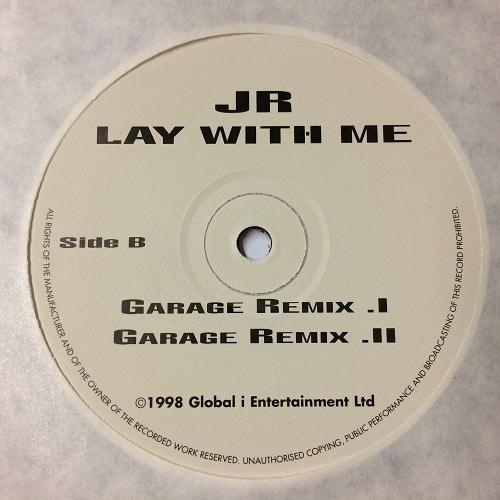 JR
LAY WITH ME
Side B
GARAGE REMIX .I
GARAGE REMIX .II
©1998 Global i Entertainment Ltd
ALL RIGHTS OF THE MANUFACTURER AND OF THE OWNER OF THE RECORDED WORK RESERVED. UNAUTHORISED COPYING, PUBLIC PERFORMANCE AND BROADCASTING OF THIS RECORD PROHIBITED.